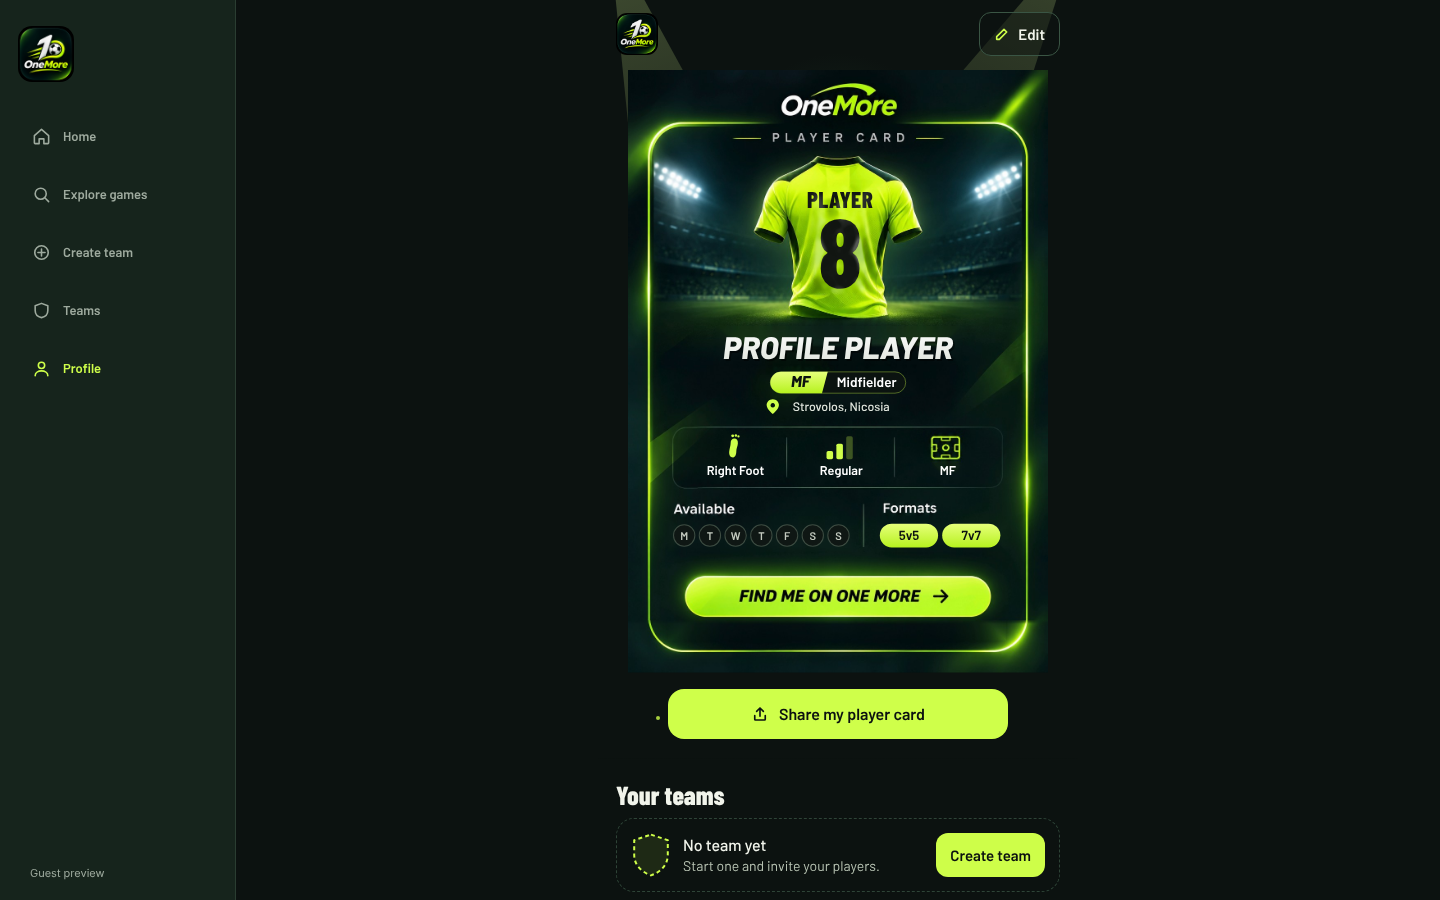 10
OneMore
Home
Explore games
Create team
Teams
Profile
Guest preview
10
OneMore
Edit
OneMore
PLAYER CARD
PLAYER
8
PROFILE PLAYER
MF Midfielder
Strovolos, Nicosia
Right Foot Regular MF
Available Formats
M T W T F S S 5v5 7v7
FIND ME ON ONE MORE →
Share my player card
Your teams
No team yet
Start one and invite your players.
Create team